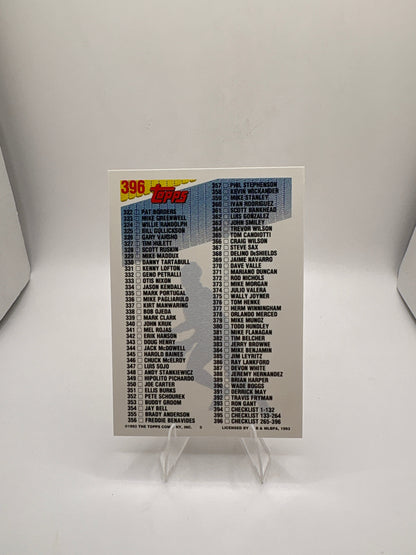 396
TOPPS
322 PAT BORDERS
323 MIKE GREENWELL
324 WILLIE RANDOLPH
325 BILL GULLICKSON
326 GARY VARSHO
327 TIM HULETT
328 SCOTT RUSKIN
329 MIKE MADDUX
330 DANNY TARTABULL
331 KENNY LOFTON
332 GENO PETRALLI
333 OTIS NIXON
334 JASON KENDALL
335 MARK PORTUGAL
336 MIKE PAGLIARULO
337 KIRT MANWARING
338 BOB OJEDA
339 MARK CLARK
340 JOHN KRUK
341 MEL ROJAS
342 ERIK HANSON
343 DOUG HENRY
344 JACK McDOWELL
345 HAROLD BAINES
346 CHUCK McELROY
347 LUIS SOJO
348 ANDY STANKIEWICZ
349 HIPOLITO PICHARDO
350 JOE CARTER
351 ELLIS BURKS
352 PETE SCHOUREK
353 BUDDY GROOM
354 JAY BELL
355 BRADY ANDERSON
356 FREDDIE BENAVIDES
©1993 THE TOPPS COMPANY, INC.
357 PHIL STEPHENSON
358 KEVIN WICKANDER
359 MIKE STANLEY
360 IVAN RODRIGUEZ
361 SCOTT BANKHEAD
362 LUIS GONZALEZ
363 JOHN SMILEY
364 TREVOR WILSON
365 TOM CANDIOTTI
366 CRAIG WILSON
367 STEVE SAX
368 DELINO DeSHIELDS
369 JAIME NAVARRO
370 DAVE VALLE
371 MARIANO DUNCAN
372 ROD NICHOLS
373 MIKE MORGAN
374 JULIO VALERA
375 WALLY JOYNER
376 TOM HENKE
377 HERM WINNINGHAM
378 ORLANDO MERCED
379 MIKE MUNOZ
380 TODD HUNDLEY
381 MIKE FLANAGAN
382 TIM BELCHER
383 JERRY BROWNE
384 MIKE BENJAMIN
385 JIM LEYRITZ
386 RAY LANKFORD
387 DEVON WHITE
388 JEREMY HERNANDEZ
389 BRIAN HARPER
390 WADE BOGGS
391 DERRICK MAY
392 TRAVIS FRYMAN
393 RON GANT
394 CHECKLIST 1-132
395 CHECKLIST 133-264
396 CHECKLIST 265-396
LICENSED BY & MLBPA, 1993